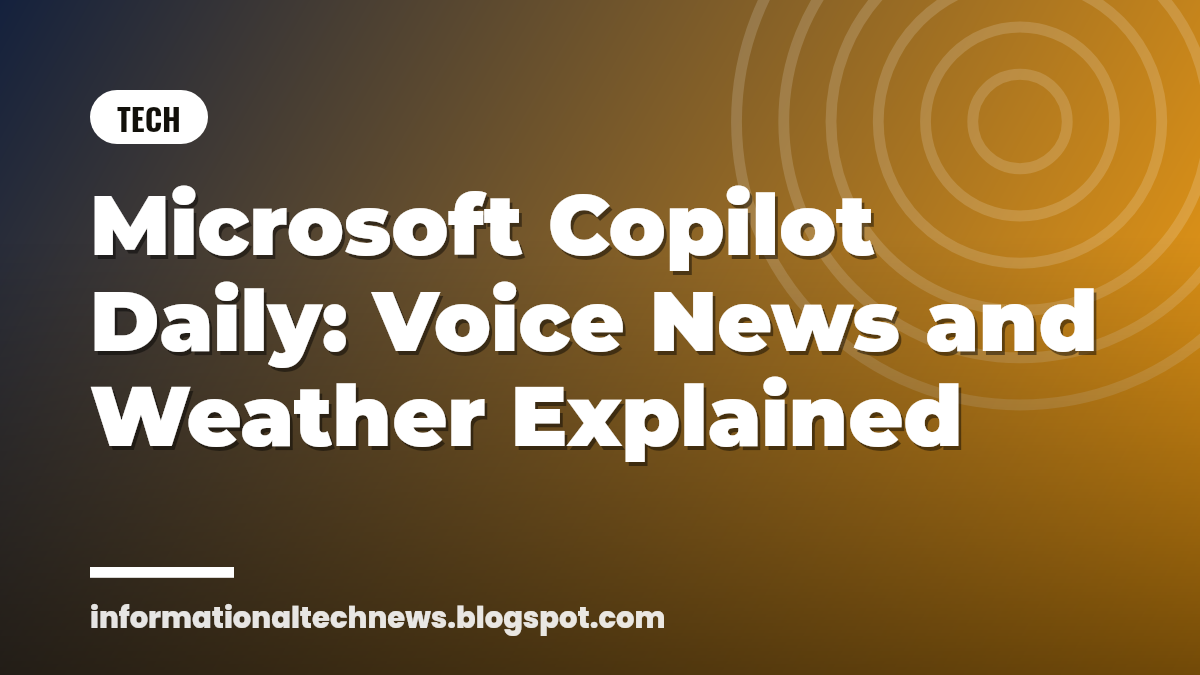 TECH
Microsoft Copilot
Daily: Voice News and
Weather Explained
informationaltechnews.blogspot.com